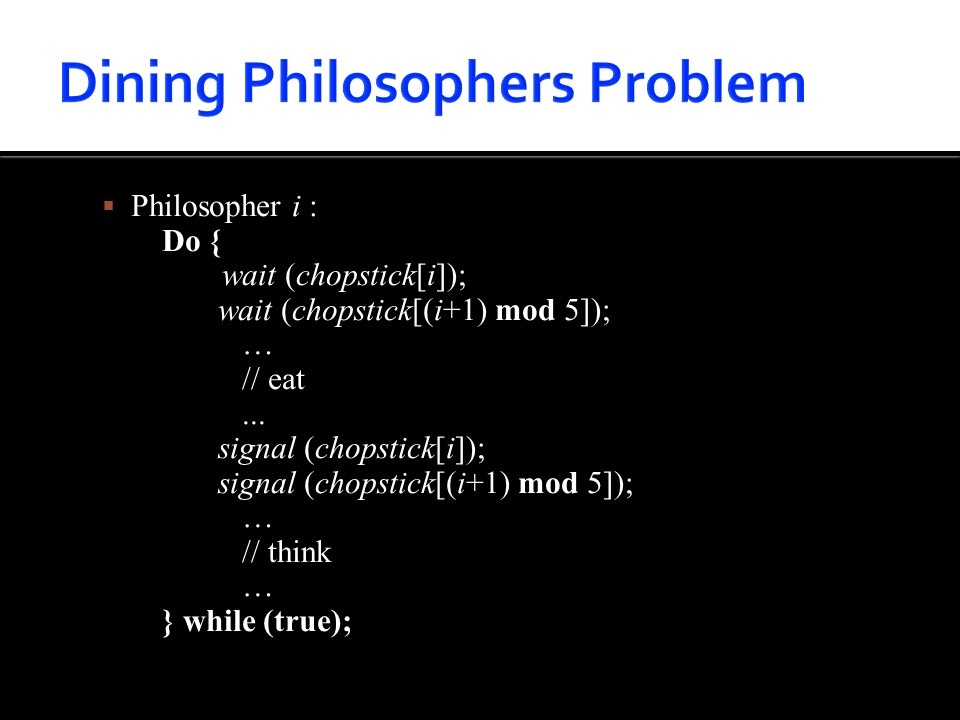 Dining Philosophers Problem
▪ Philosopher i :
Do {
wait (chopstick[i]);
wait (chopstick[(i+1) mod 5]);
…
// eat
...
signal (chopstick[i]);
signal (chopstick[(i+1) mod 5]);
…
// think
…
} while (true);